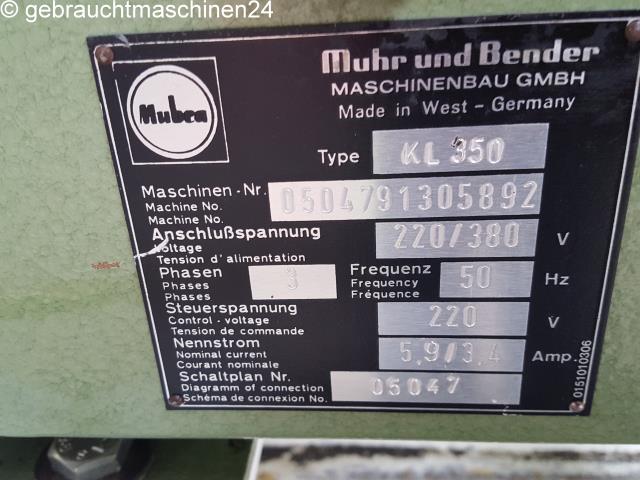 © gebrauchtmaschinen24
Mubea
Muhr und Bender
MASCHINENBAU GMBH
Made in West - Germany
Type KL 350
Maschinen-Nr. 0504791305892
Machine No.
Machine No.
Anschlußspannung 220/380 V
Voltage
Tension d'alimentation
Phasen 3 Frequenz 50 Hz
Phases Frequency
Phases Fréquence
Steuerspannung 220 V
Control-voltage
Tension de commande
Nennstrom 5,9/3,4 Amp.
Nominal current
Courant nominale
Schaltplan Nr. 05047
Diagramm of connection
Schéma de connexion No.
0151010306